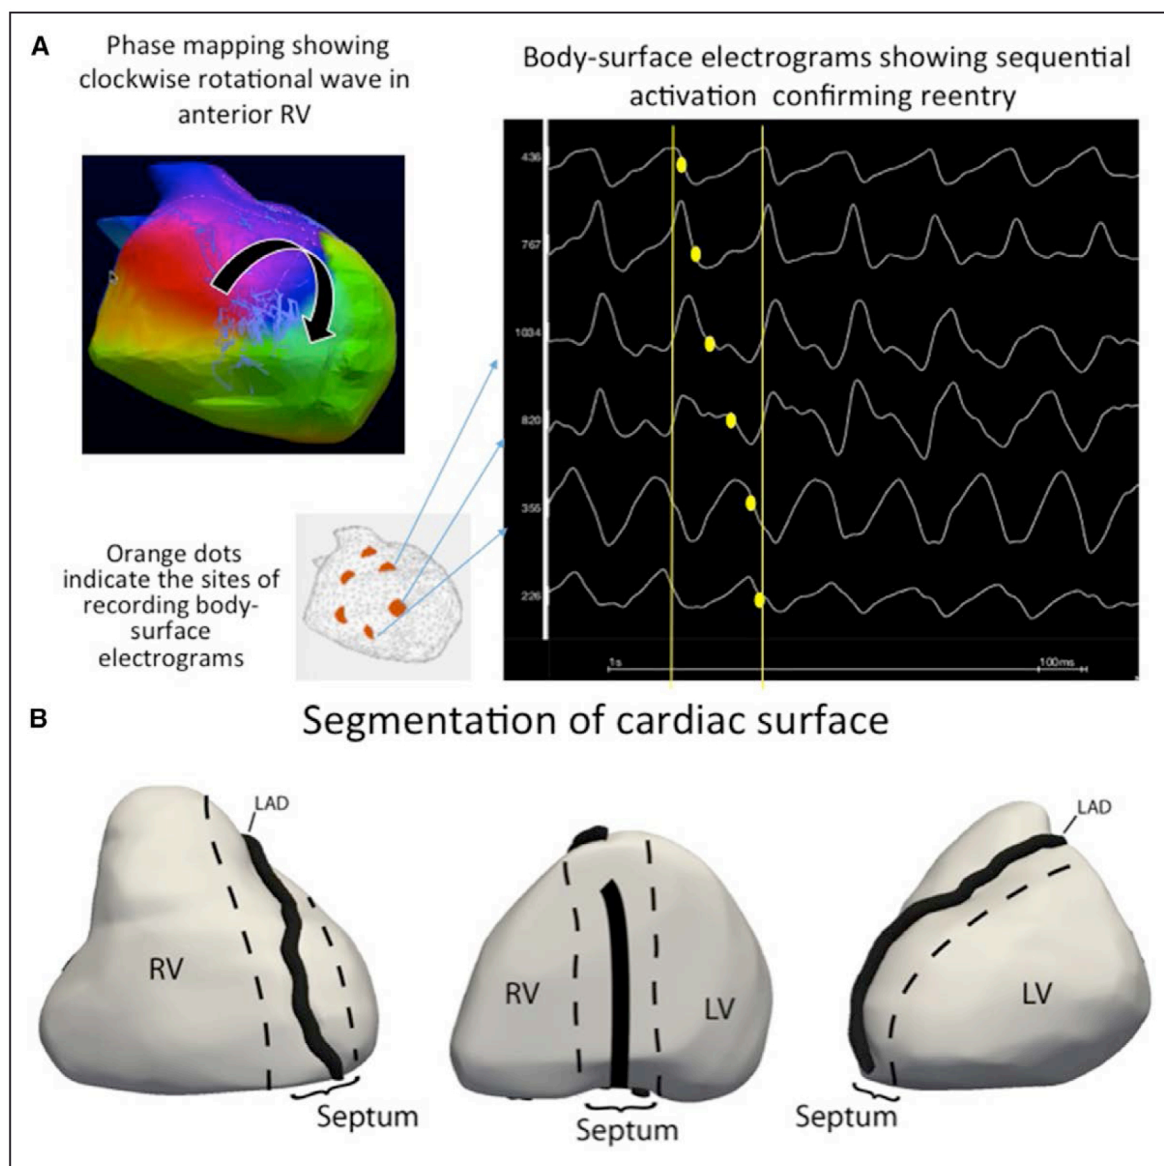 A
Phase mapping showing
clockwise rotational wave in
anterior RV
Body-surface electrograms showing sequential
activation confirming reentry
436
767
1034
820
355
226
1s
100ms
Orange dots
indicate the sites of
recording body-
surface
electrograms
B
Segmentation of cardiac surface
LAD
RV
Septum
RV
LV
Septum
LAD
LV
Septum